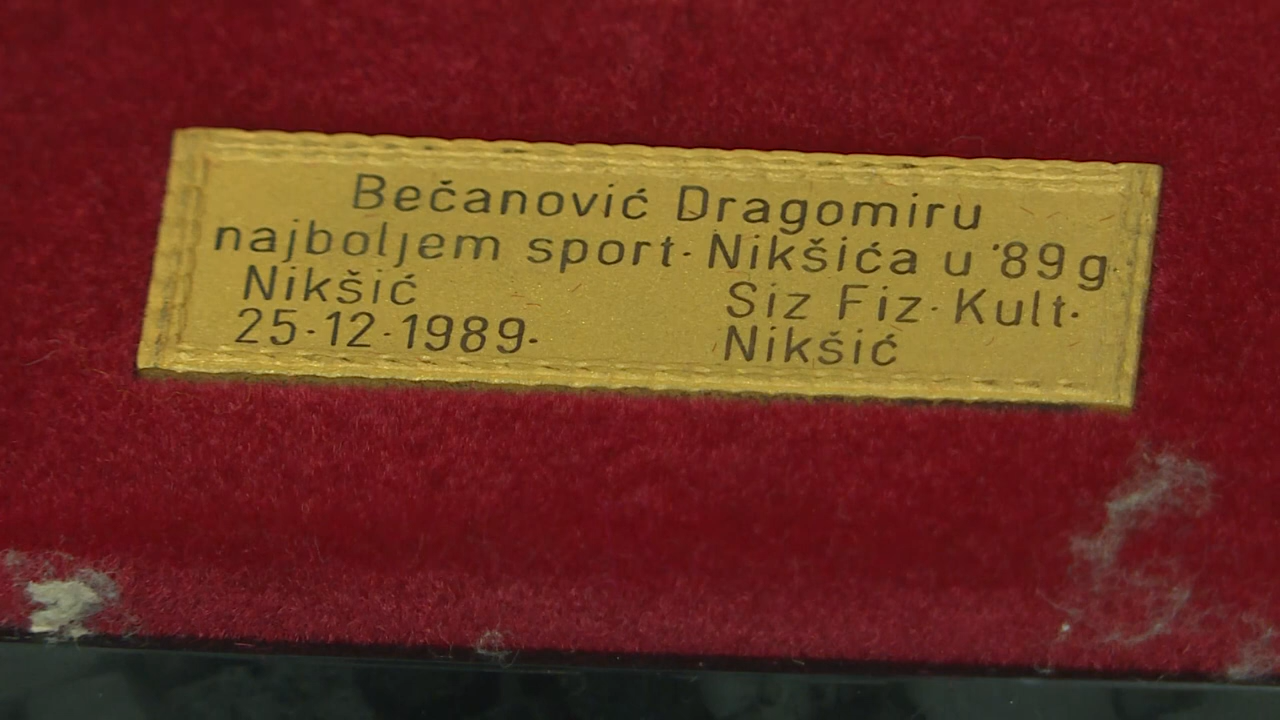 Bečanović Dragomiru
najboljem sport. Nikšića u '89 g.
Nikšić
25.12.1989.
Siz Fiz. Kult.
Nikšić